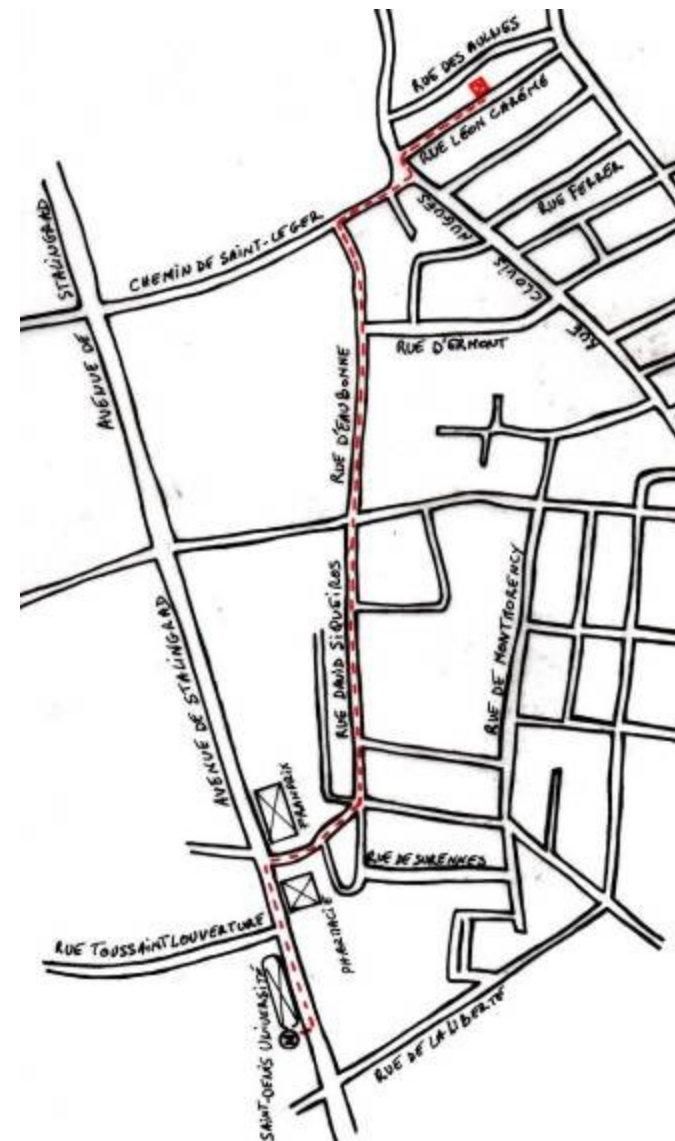 RUE DES AULNES
RUE LÉON CARÊME
RUE FERRER
CHEMIN DE SAINT-LEGER
STALINGRAD
AVENUE DE
RUE CLOVIS HUGUES
RUE D'ERMONT
RUE D'EAUBONNE
RUE DAVID SIQUEIROS
RUE DE MONTMORENCY
AVENUE DE STALINGRAD
FRANPRIX
RUE DE SURENNES
PHARMACIE
RUE TOUSSAINT LOUVERTURE
SAINT-DENIS UNIVERSITÉ
M
RUE DE LA LIBERTÉ